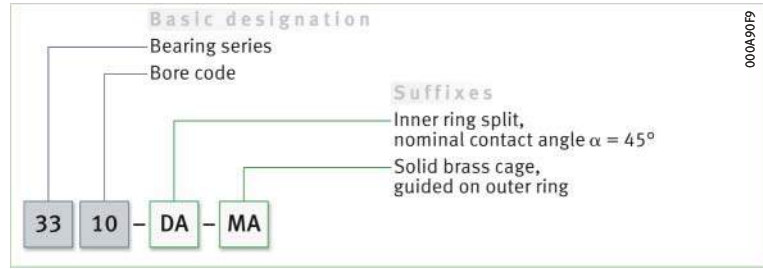 Basic designation
Bearing series
Bore code
Suffixes
Inner ring split,
nominal contact angle α = 45°
Solid brass cage,
guided on outer ring
33 10 – DA – MA
000A90F9